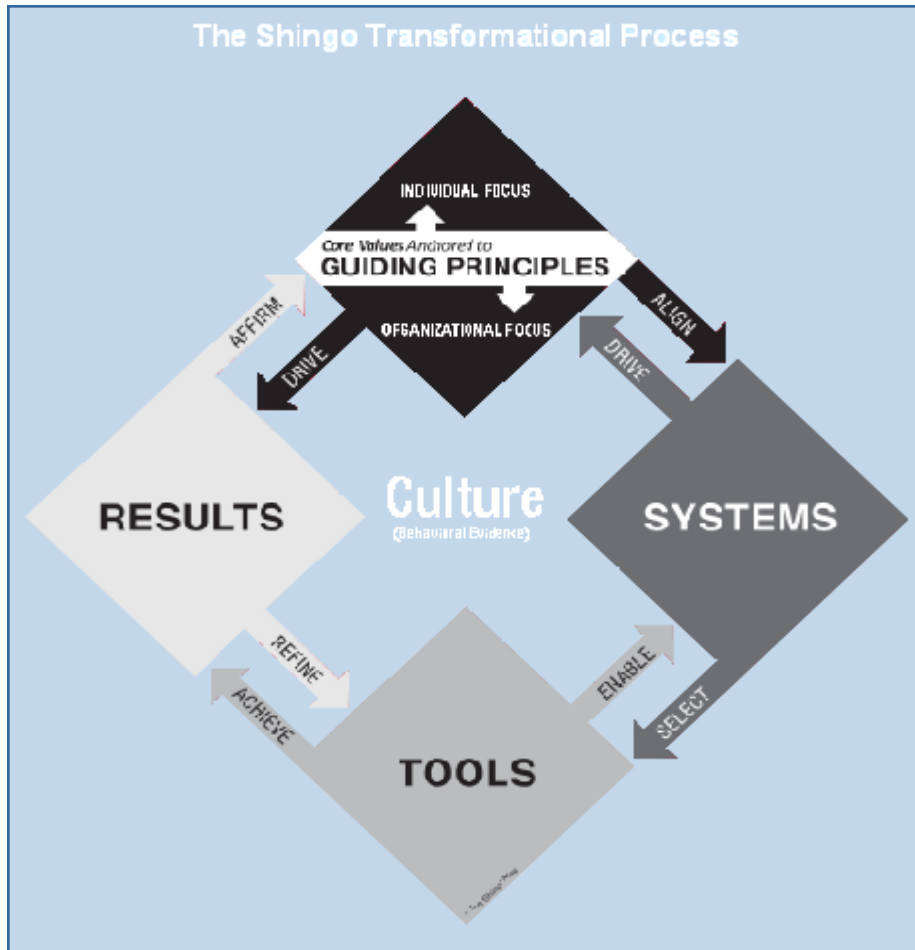 The Shingo Transformational Process
INDIVIDUAL FOCUS
Core Values Anchored to
GUIDING PRINCIPLES
ORGANIZATIONAL FOCUS
AFFIRM
DRIVE
ALIGN
DRIVE
RESULTS
Culture
(Behavioral Evidence)
SYSTEMS
REFINE
ACHIEVE
ENABLE
SELECT
TOOLS